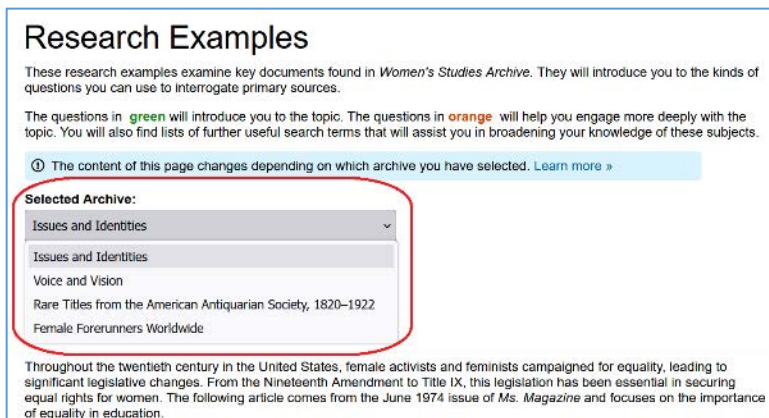 Research Examples
These research examples examine key documents found in Women's Studies Archive. They will introduce you to the kinds of
questions you can use to interrogate primary sources.
The questions in green will introduce you to the topic. The questions in orange will help you engage more deeply with the
topic. You will also find lists of further useful search terms that will assist you in broadening your knowledge of these subjects.
The content of this page changes depending on which archive you have selected. Learn more »
Selected Archive:
Issues and Identities
Issues and Identities
Voice and Vision
Rare Titles from the American Antiquarian Society, 1820–1922
Female Forerunners Worldwide
Throughout the twentieth century in the United States, female activists and feminists campaigned for equality, leading to
significant legislative changes. From the Nineteenth Amendment to Title IX, this legislation has been essential in securing
equal rights for women. The following article comes from the June 1974 issue of Ms. Magazine and focuses on the importance
of equality in education.